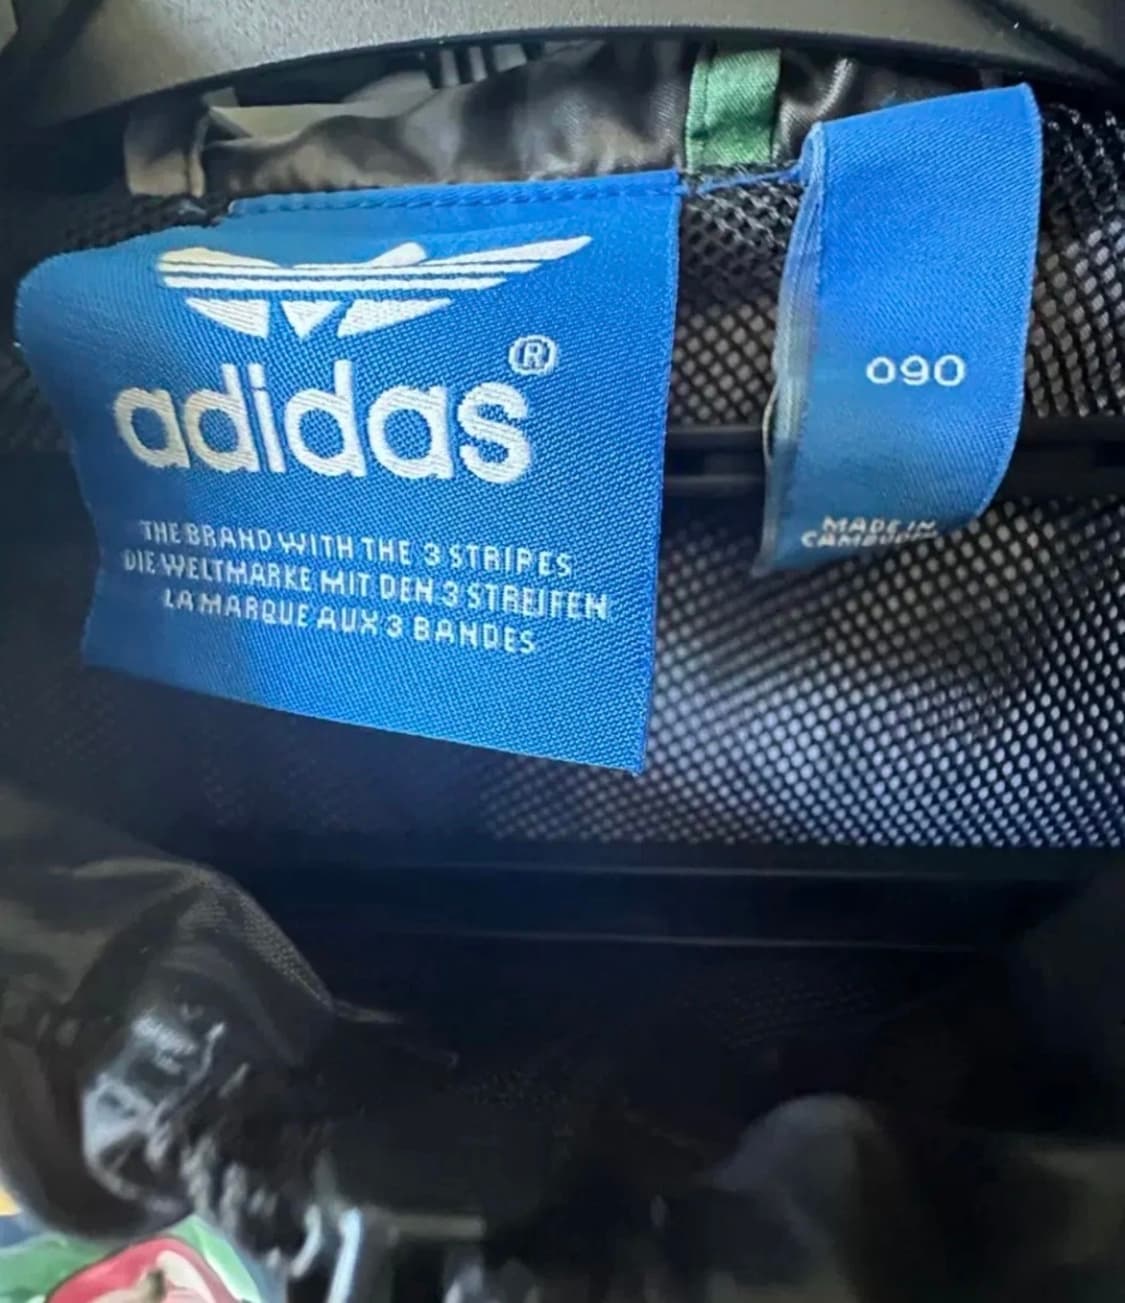 adidas®
THE BRAND WITH THE 3 STRIPES
DIE WELTMARKE MIT DEN 3 STREIFEN
LA MARQUE AUX 3 BANDES
090
MADE IN
CAMBODIA